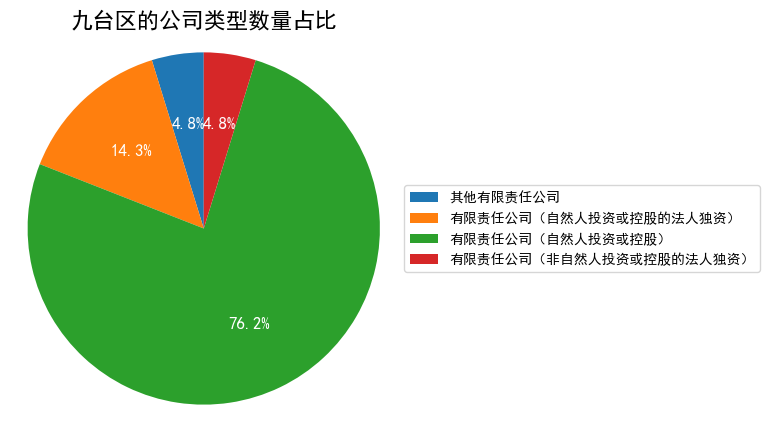 九台区的公司类型数量占比
4.8%
4.8%
14.3%
76.2%
其他有限责任公司
有限责任公司（自然人投资或控股的法人独资）
有限责任公司（自然人投资或控股）
有限责任公司（非自然人投资或控股的法人独资）